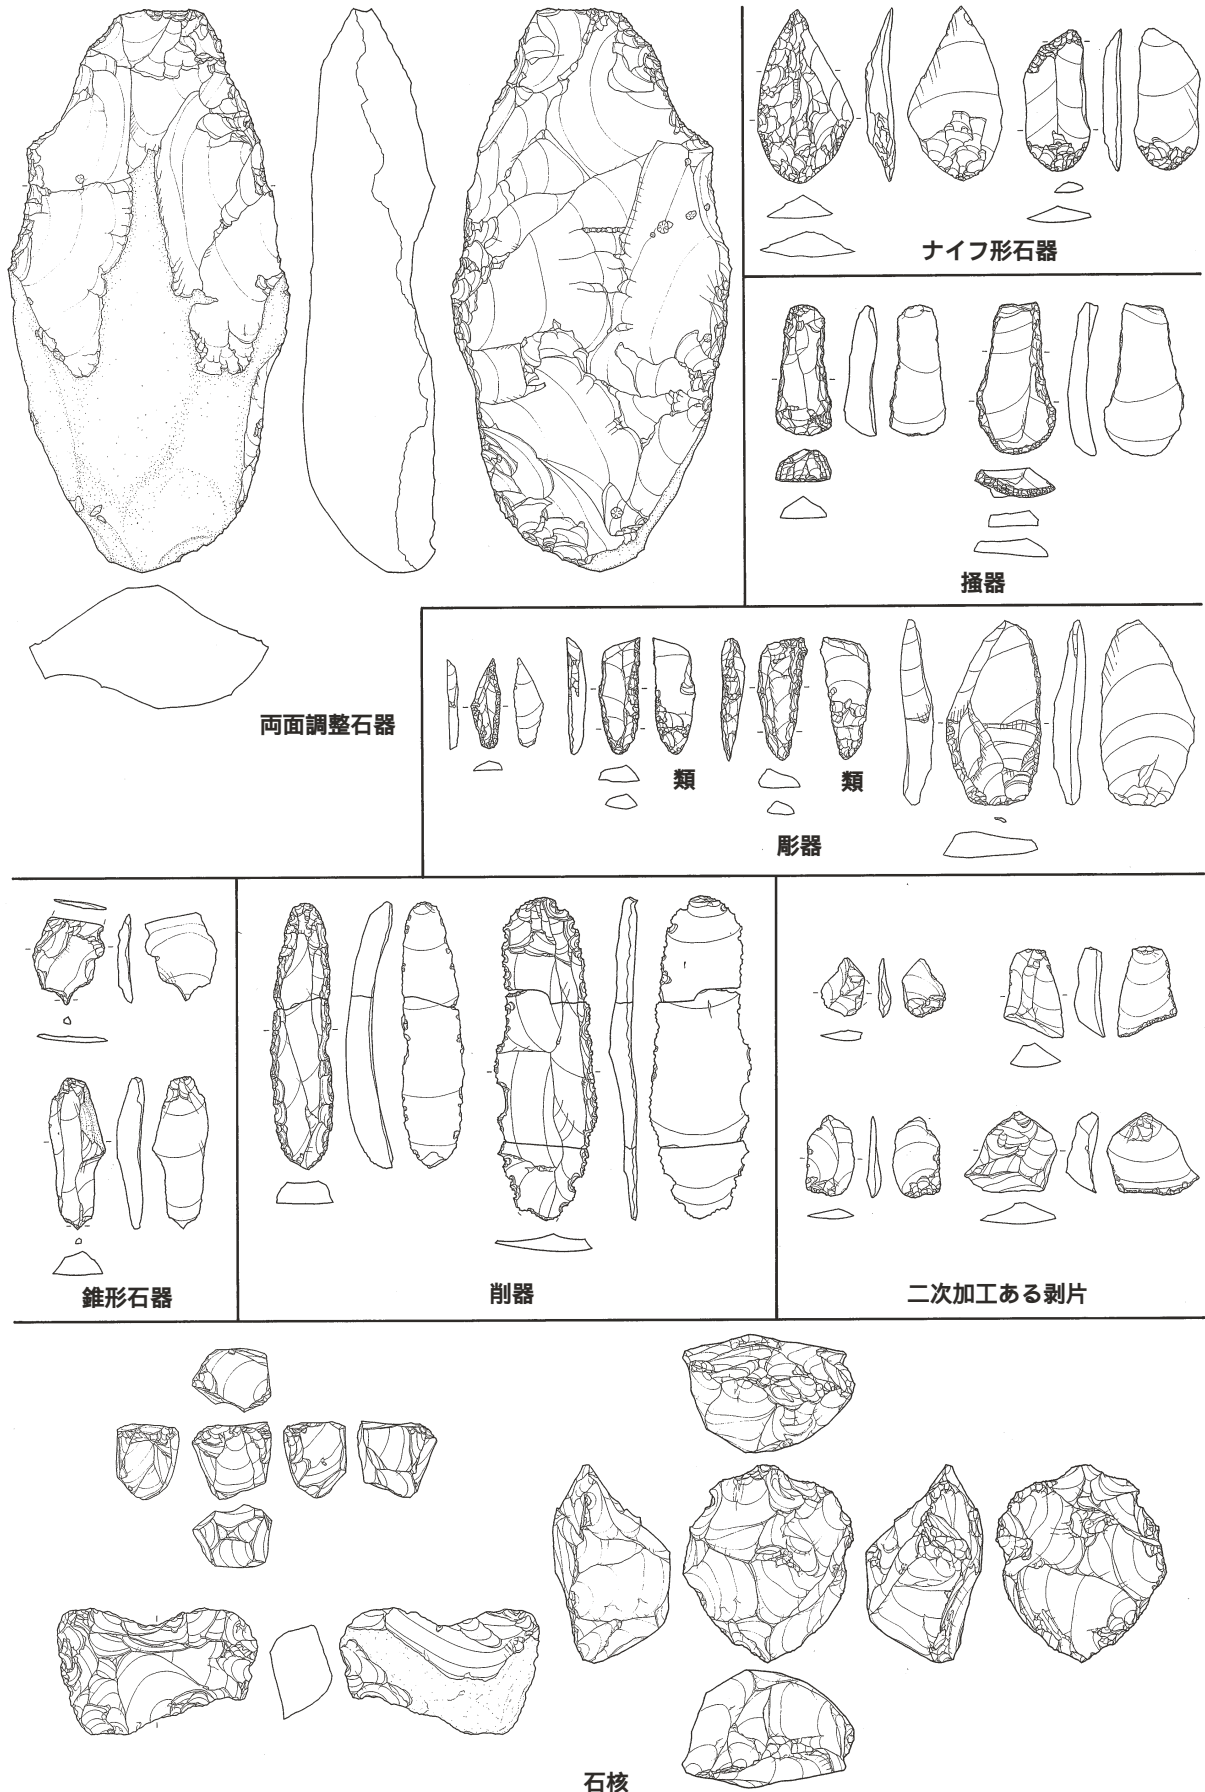 ナイフ形石器
掻器
両面調整石器
類
類
彫器
錐形石器
削器
二次加工ある剥片
石核